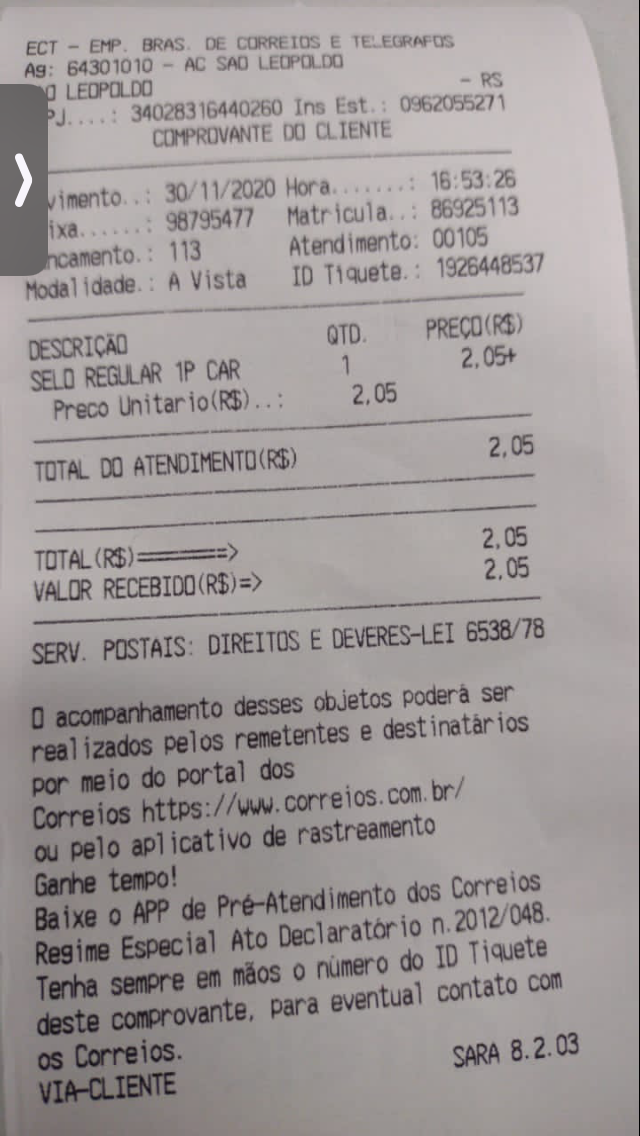 ECT - EMP. BRAS. DE CORREIOS E TELEGRAFOS
Ag: 64301010 - AC SAO LEOPOLDO
O LEOPOLDO - RS
PJ....: 34028316440260 Ins Est.: 0962055271
COMPROVANTE DO CLIENTE
vimento..: 30/11/2020 Hora.......: 16:53:26
ixa......: 98795477 Matricula..: 86925113
ncamento.: 113 Atendimento: 00105
Modalidade.: A Vista ID Tiquete.: 1926448537
DESCRIÇÃO QTD. PREÇO(R$)
SELO REGULAR 1P CAR 1 2,05+
Preco Unitario(R$)..: 2,05
TOTAL DO ATENDIMENTO(R$) 2,05
TOTAL(R$)=======> 2,05
VALOR RECEBIDO(R$)=> 2,05
SERV. POSTAIS: DIREITOS E DEVERES-LEI 6538/78
O acompanhamento desses objetos poderá ser
realizados pelos remetentes e destinatários
por meio do portal dos
Correios https://www.correios.com.br/
ou pelo aplicativo de rastreamento
Ganhe tempo!
Baixe o APP de Pré-Atendimento dos Correios
Regime Especial Ato Declaratório n.2012/048.
Tenha sempre em mãos o número do ID Tiquete
deste comprovante, para eventual contato com
os Correios.
SARA 8.2.03
VIA-CLIENTE